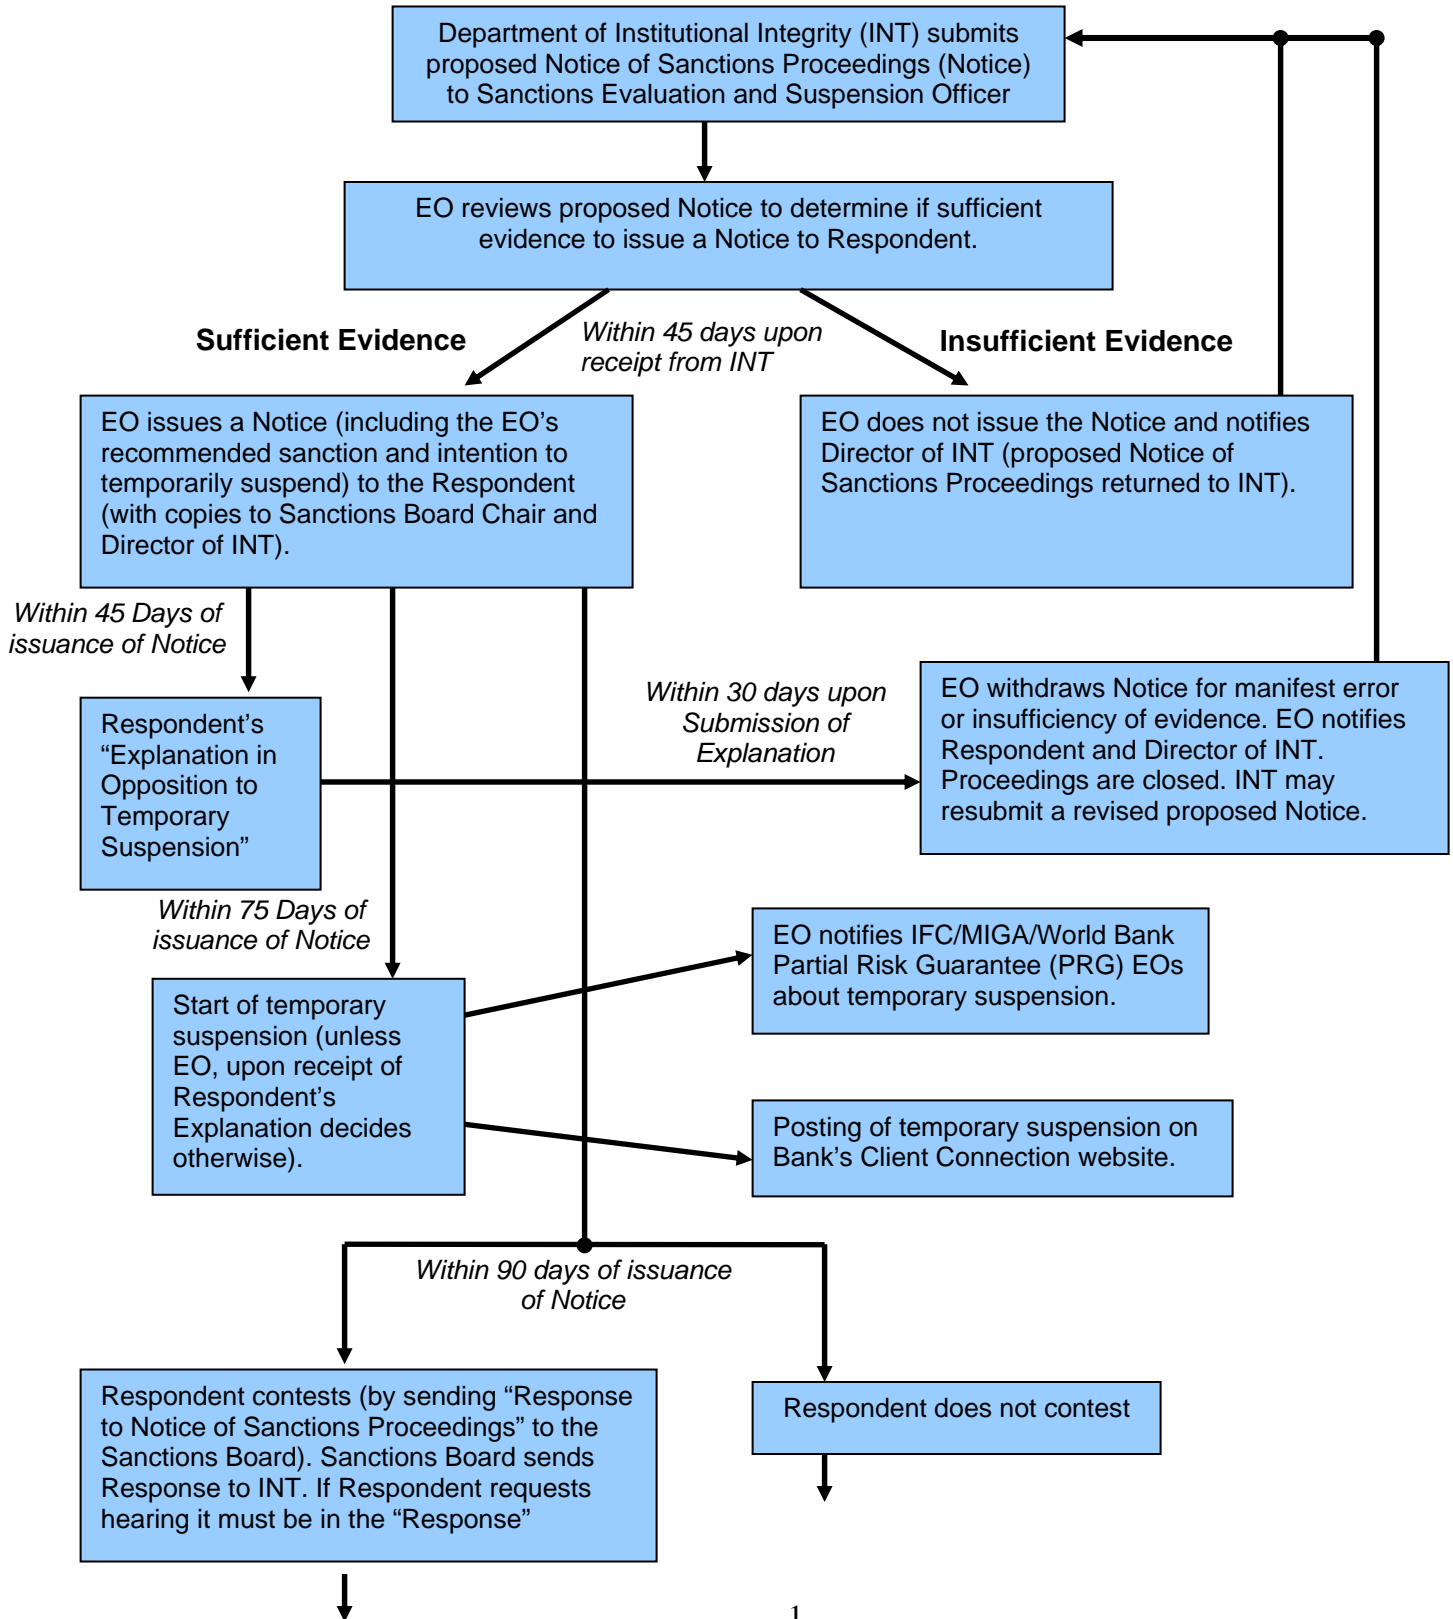 Department of Institutional Integrity (INT) submits
proposed Notice of Sanctions Proceedings (Notice)
to Sanctions Evaluation and Suspension Officer
EO reviews proposed Notice to determine if sufficient
evidence to issue a Notice to Respondent.
Sufficient Evidence
Within 45 days upon
receipt from INT
Insufficient Evidence
EO issues a Notice (including the EO’s
recommended sanction and intention to
temporarily suspend) to the Respondent
(with copies to Sanctions Board Chair and
Director of INT).
EO does not issue the Notice and notifies
Director of INT (proposed Notice of
Sanctions Proceedings returned to INT).
Within 45 Days of
issuance of Notice
Respondent’s
“Explanation in
Opposition to
Temporary
Suspension”
Within 30 days upon
Submission of
Explanation
EO withdraws Notice for manifest error
or insufficiency of evidence. EO notifies
Respondent and Director of INT.
Proceedings are closed. INT may
resubmit a revised proposed Notice.
Within 75 Days of
issuance of Notice
Start of temporary
suspension (unless
EO, upon receipt of
Respondent’s
Explanation decides
otherwise).
EO notifies IFC/MIGA/World Bank
Partial Risk Guarantee (PRG) EOs
about temporary suspension.
Posting of temporary suspension on
Bank’s Client Connection website.
Within 90 days of issuance
of Notice
Respondent contests (by sending “Response
to Notice of Sanctions Proceedings” to the
Sanctions Board). Sanctions Board sends
Response to INT. If Respondent requests
hearing it must be in the “Response”
Respondent does not contest
1